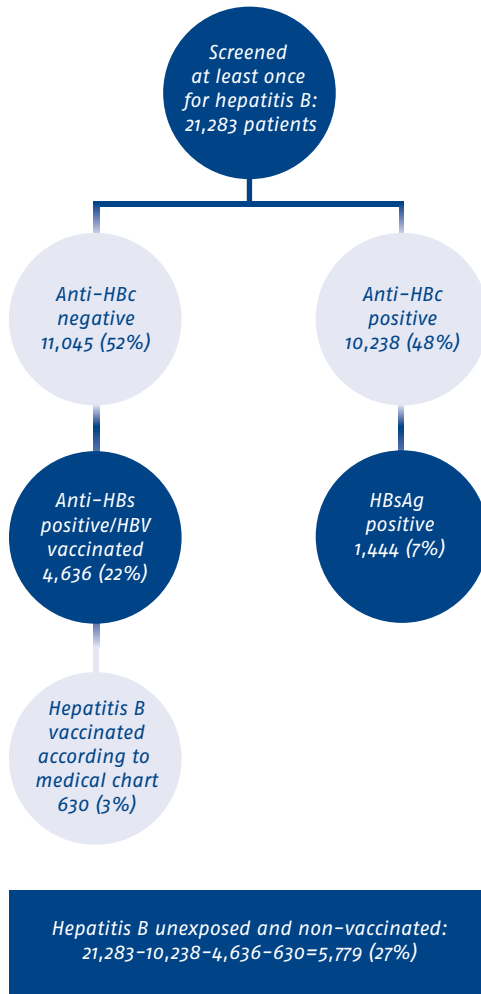 Screened
at least once
for hepatitis B:
21,283 patients
Anti-HBc
negative
11,045 (52%)
Anti-HBc
positive
10,238 (48%)
Anti-HBs
positive/HBV
vaccinated
4,636 (22%)
HBsAg
positive
1,444 (7%)
Hepatitis B
vaccinated
according to
medical chart
630 (3%)
Hepatitis B unexposed and non-vaccinated:
21,283-10,238-4,636-630=5,779 (27%)